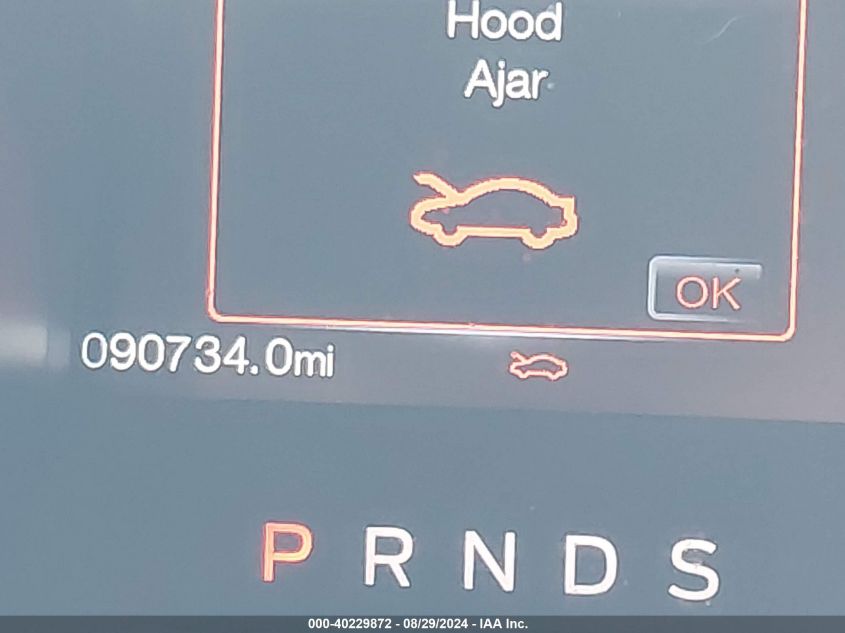 Hood
Ajar
OK
090734.0mi
P R N D S
000-40229872 - 08/29/2024 - IAA Inc.